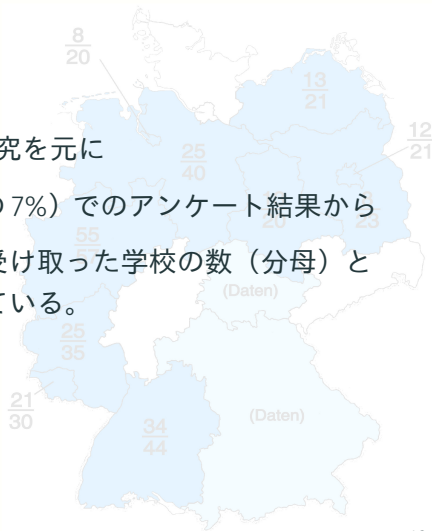 8
20
13
21
究を元に
12
21
25
40
の7%）でのアンケート結果から
23
55
受け取った学校の数（分母）と
(Daten)
ている。
25
35
21
30
34
44
(Daten)